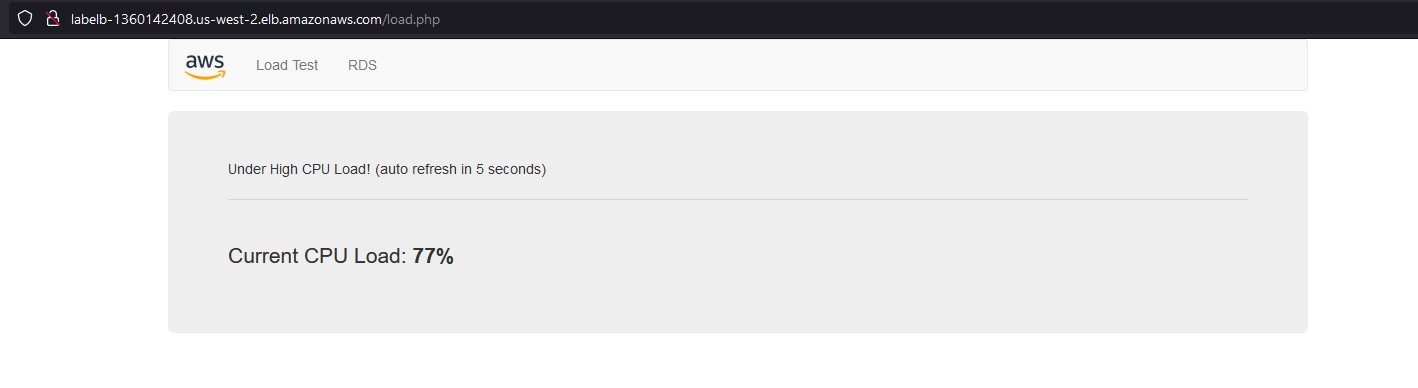 labelb-1360142408.us-west-2.elb.amazonaws.com/load.php
aws Load Test RDS
Under High CPU Load! (auto refresh in 5 seconds)
Current CPU Load: 77%